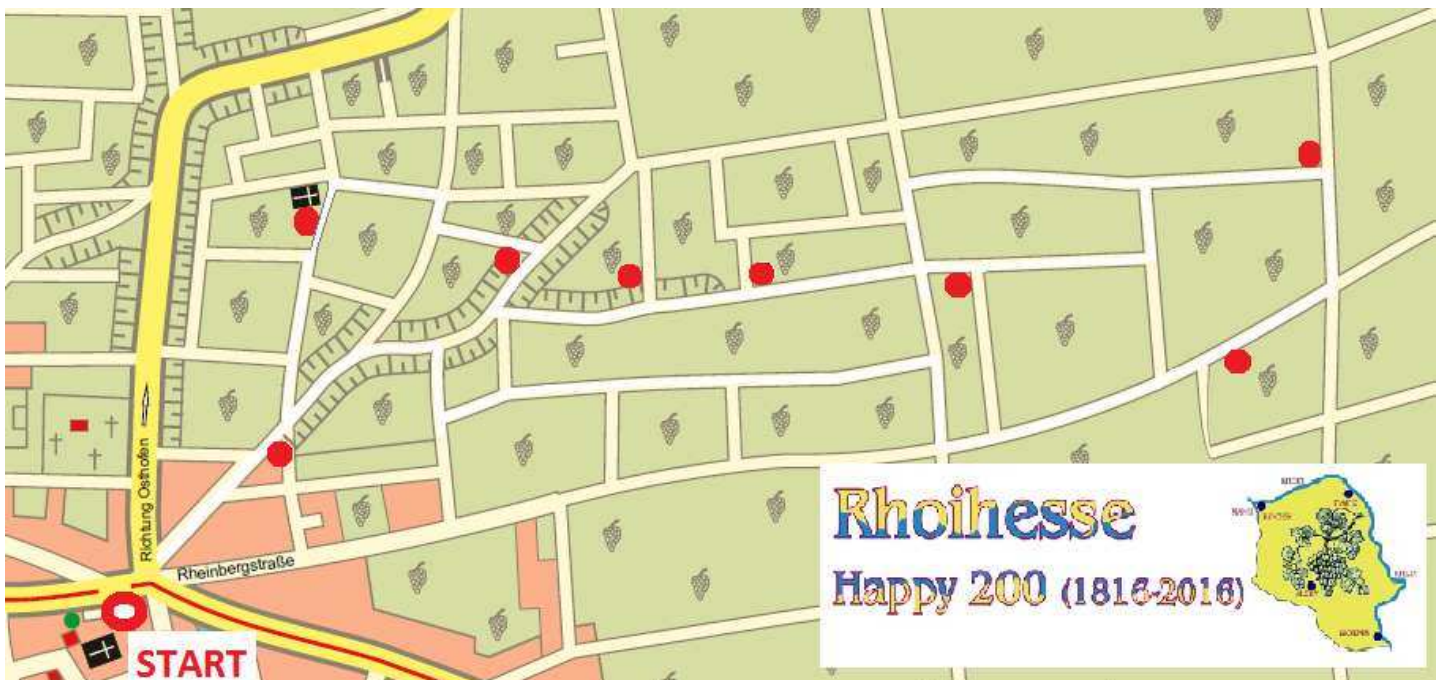 Richtung Osthofen
Rheinbergstraße
START
Rhoihesse
Happy 200 (1816-2016)